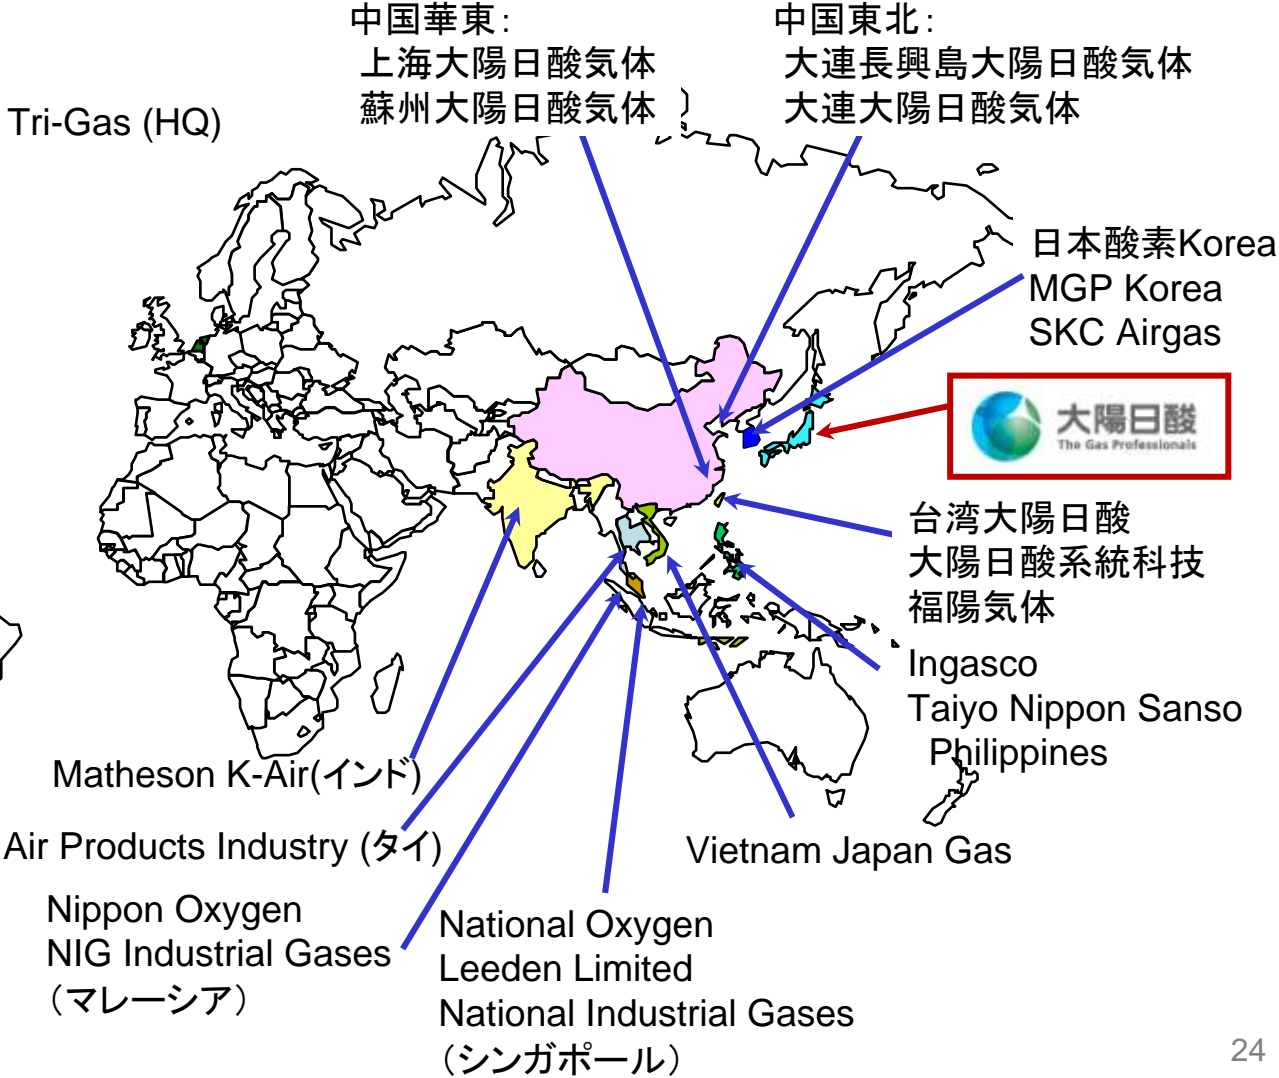 中国華東：
上海大陽日酸気体
蘇州大陽日酸気体
中国東北：
大連長興島大陽日酸気体
大連大陽日酸気体
Tri-Gas (HQ)
日本酸素Korea
MGP Korea
SKC Airgas
大陽日酸
The Gas Professionals
台湾大陽日酸
大陽日酸系統科技
福陽気体
Ingasco
Taiyo Nippon Sanso
Philippines
Matheson K-Air(インド)
Air Products Industry (タイ)
Vietnam Japan Gas
Nippon Oxygen
NIG Industrial Gases
（マレーシア）
National Oxygen
Leeden Limited
National Industrial Gases
（シンガポール）
24